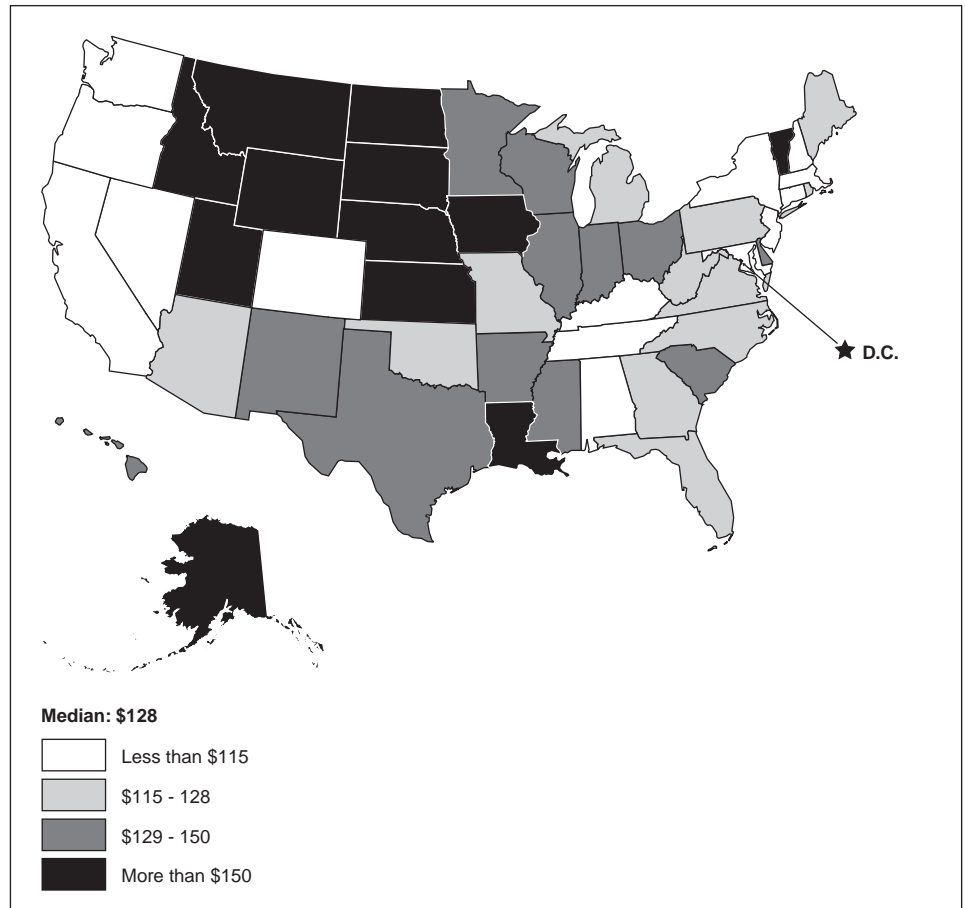 D.C.
Median: $128
Less than $115
$115 - 128
$129 - 150
More than $150